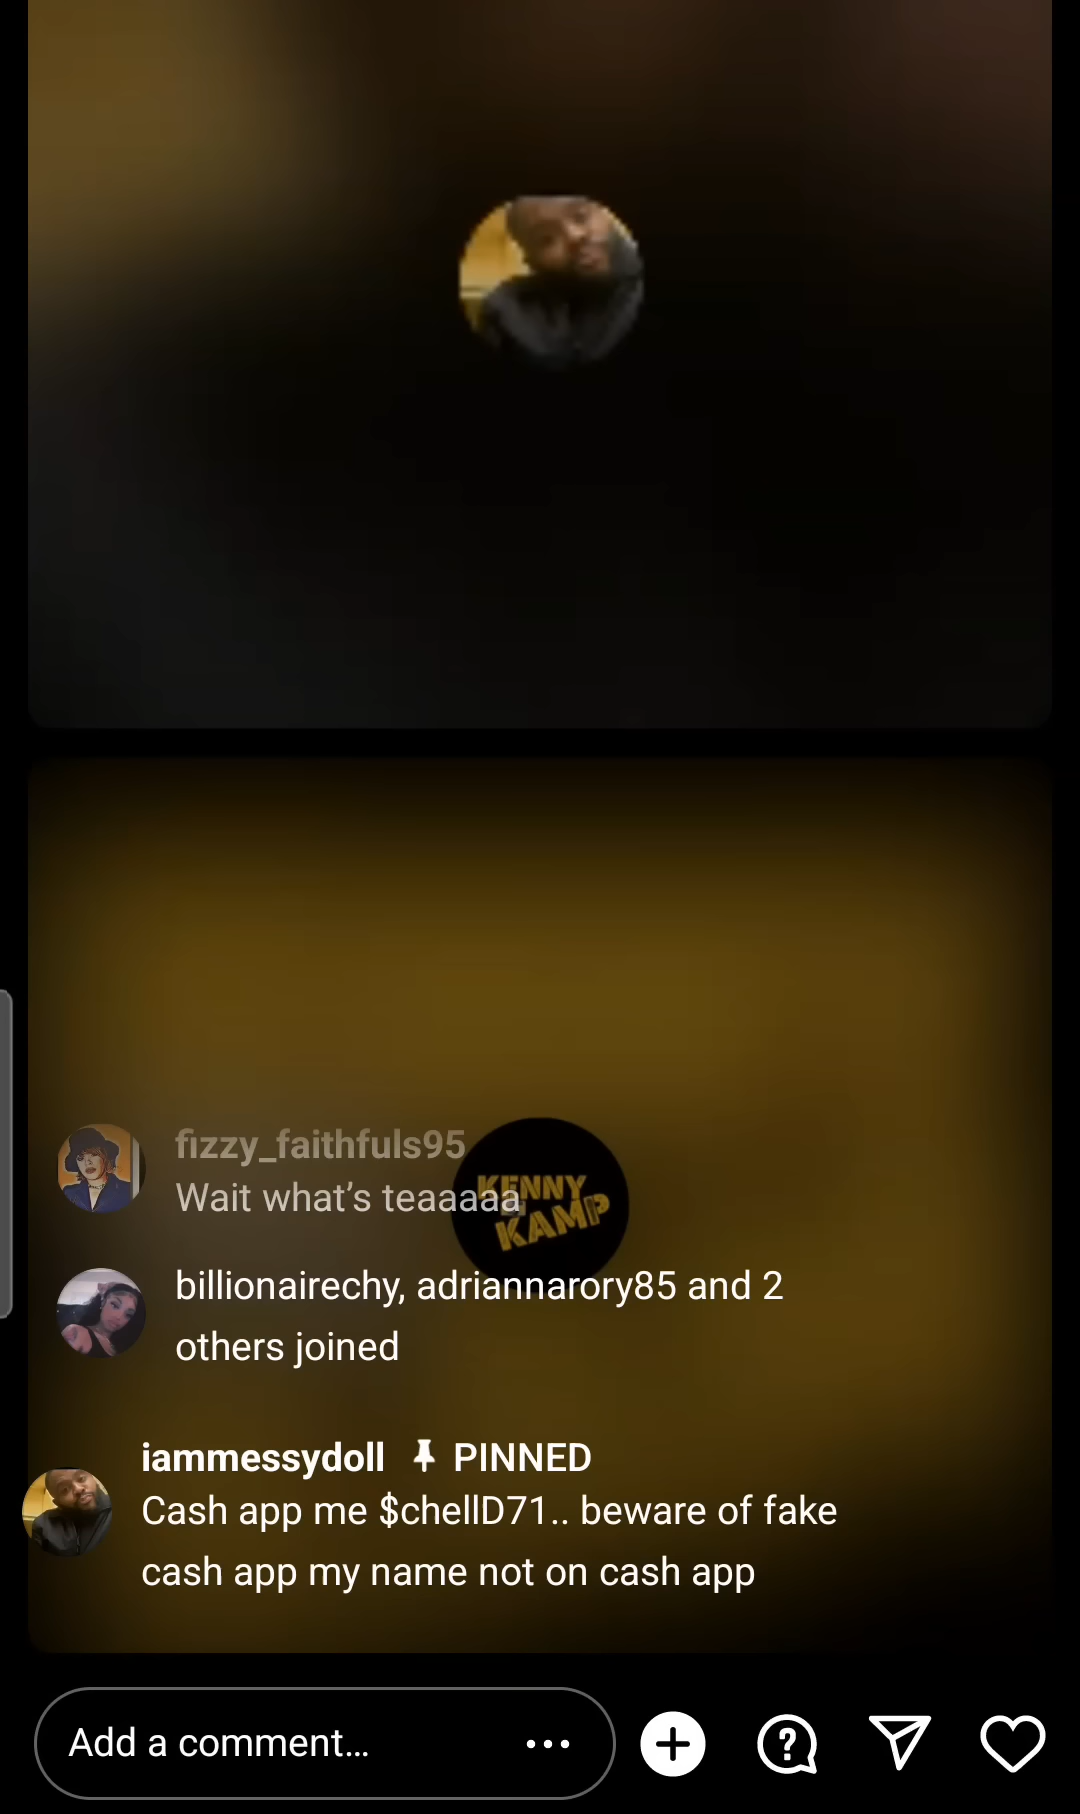 fizzy_faithfuls95
Wait what’s teaaaaa
KENNY
KAMP
billionairechy, adriannarory85 and 2
others joined
iammessydoll PINNED
Cash app me $chellD71.. beware of fake
cash app my name not on cash app
Add a comment...